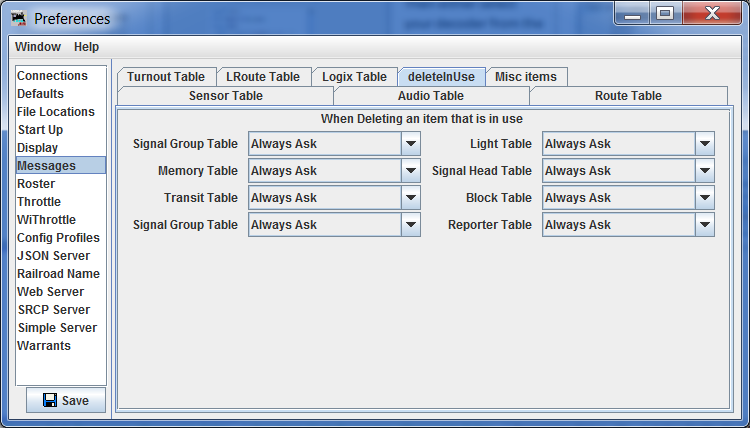 Preferences
Window Help
Connections
Defaults
File Locations
Start Up
Display
Messages
Roster
Throttle
WiThrottle
Config Profiles
JSON Server
Railroad Name
Web Server
SRCP Server
Simple Server
Warrants
Save
Turnout Table LRoute Table Logix Table deleteInUse Misc items
Sensor Table Audio Table Route Table
When Deleting an item that is in use
Signal Group Table Always Ask Light Table Always Ask
Memory Table Always Ask Signal Head Table Always Ask
Transit Table Always Ask Block Table Always Ask
Signal Group Table Always Ask Reporter Table Always Ask